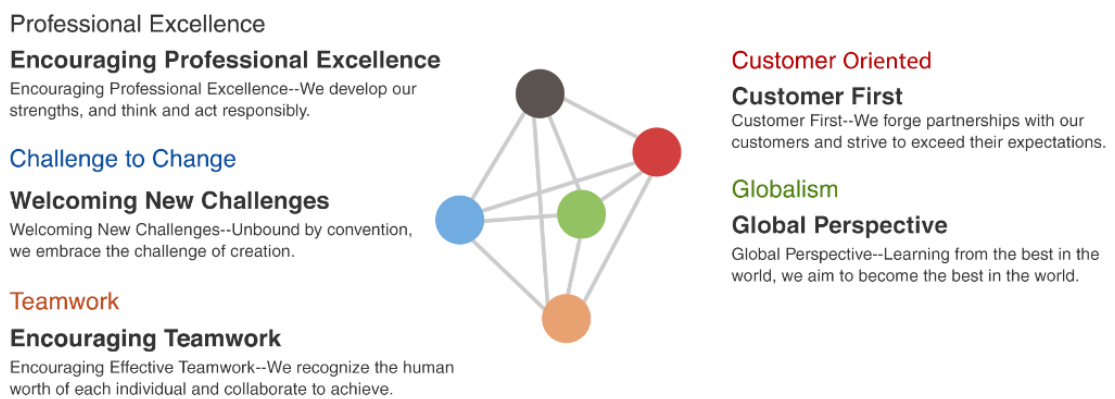 Professional Excellence
Encouraging Professional Excellence
Encouraging Professional Excellence--We develop our
strengths, and think and act responsibly.
Challenge to Change
Welcoming New Challenges
Welcoming New Challenges--Unbound by convention,
we embrace the challenge of creation.
Teamwork
Encouraging Teamwork
Encouraging Effective Teamwork--We recognize the human
worth of each individual and collaborate to achieve.
Customer Oriented
Customer First
Customer First--We forge partnerships with our
customers and strive to exceed their expectations.
Globalism
Global Perspective
Global Perspective--Learning from the best in the
world, we aim to become the best in the world.